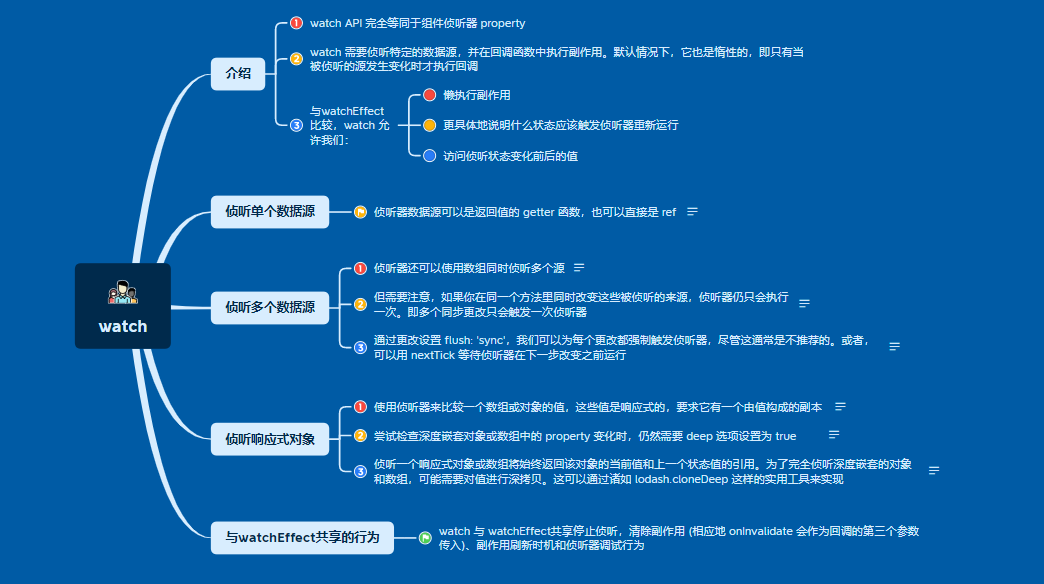 watch
介绍
1 watch API 完全等同于组件侦听器 property
2 watch 需要侦听特定的数据源，并在回调函数中执行副作用。默认情况下，它也是惰性的，即只有当
被侦听的源发生变化时才执行回调
3 与watchEffect
比较，watch 允
许我们：
懒执行副作用
更具体地说明什么状态应该触发侦听器重新运行
访问侦听状态变化前后的值
侦听单个数据源
侦听器数据源可以是返回值的 getter 函数，也可以直接是 ref
侦听多个数据源
1 侦听器还可以使用数组同时侦听多个源
2 但需要注意，如果你在同一个方法里同时改变这些被侦听的来源，侦听器仍只会执行
一次。即多个同步更改只会触发一次侦听器
3 通过更改设置 flush: 'sync'，我们可以为每个更改都强制触发侦听器，尽管这通常是不推荐的。或者，
可以用 nextTick 等待侦听器在下一步改变之前运行
侦听响应式对象
1 使用侦听器来比较一个数组或对象的值，这些值是响应式的，要求它有一个由值构成的副本
2 尝试检查深度嵌套对象或数组中的 property 变化时，仍然需要 deep 选项设置为 true
3 侦听一个响应式对象或数组将始终返回该对象的当前值和上一个状态值的引用。为了完全侦听深度嵌套的对象
和数组，可能需要对值进行深拷贝。这可以通过诸如 lodash.cloneDeep 这样的实用工具来实现
与watchEffect共享的行为
watch 与 watchEffect共享停止侦听，清除副作用 (相应地 onInvalidate 会作为回调的第三个参数
传入)、副作用刷新时机和侦听器调试行为